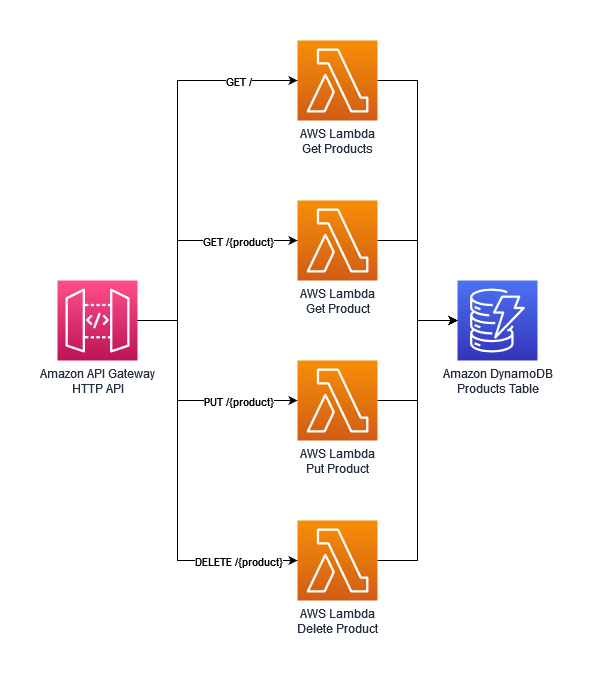 GET /
AWS Lambda
Get Products
GET /{product}
AWS Lambda
Get Product
</>
Amazon API Gateway
HTTP API
Amazon DynamoDB
Products Table
PUT /{product}
AWS Lambda
Put Product
DELETE /{product}
AWS Lambda
Delete Product